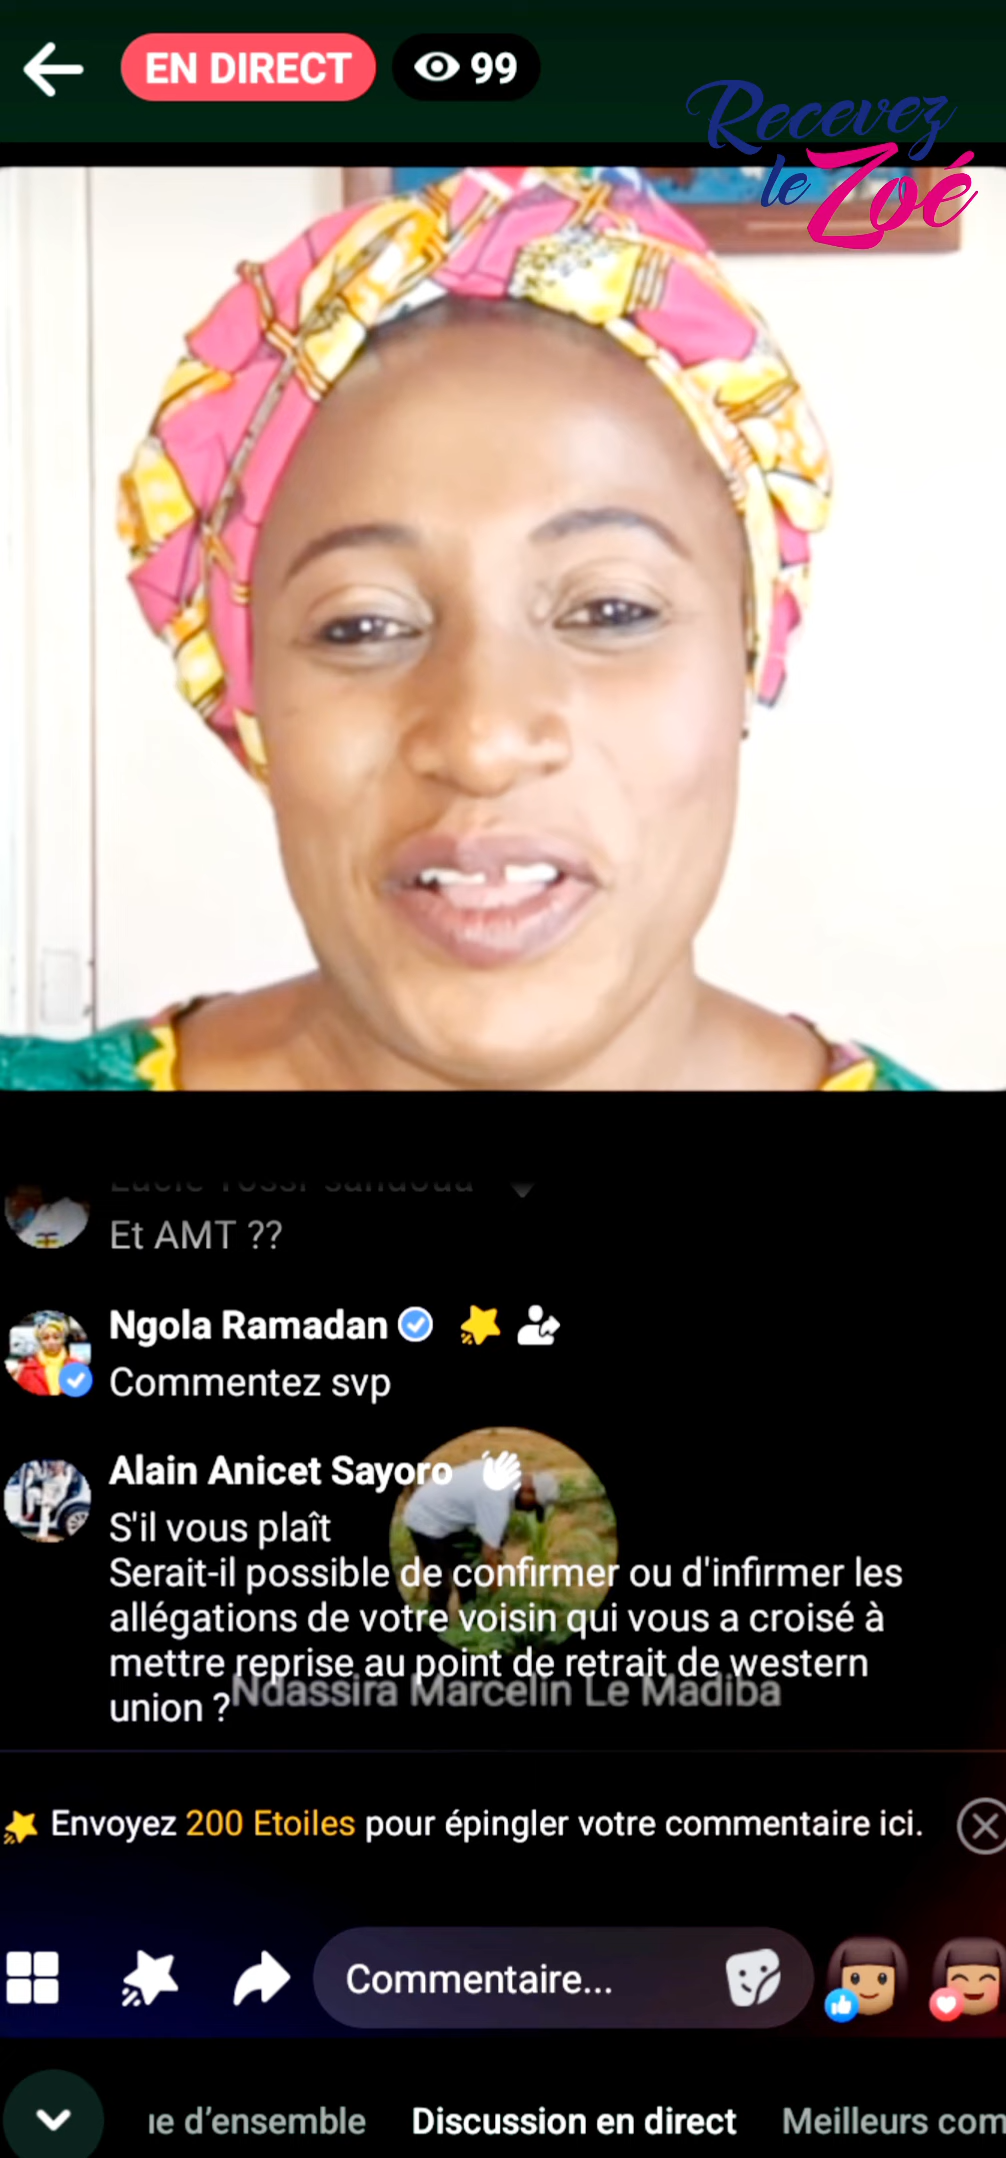 EN DIRECT 99
Recevez
le Zoé
Et AMT ??
Ngola Ramadan
Commentez svp
Alain Anicet Sayoro
S'il vous plaît
Serait-il possible de confirmer ou d'infirmer les
allégations de votre voisin qui vous a croisé à
mettre reprise au point de retrait de western
union ?
Ndassira Marcelin Le Madiba
Envoyez 200 Etoiles pour épingler votre commentaire ici.
Commentaire...
ue d’ensemble Discussion en direct Meilleurs com